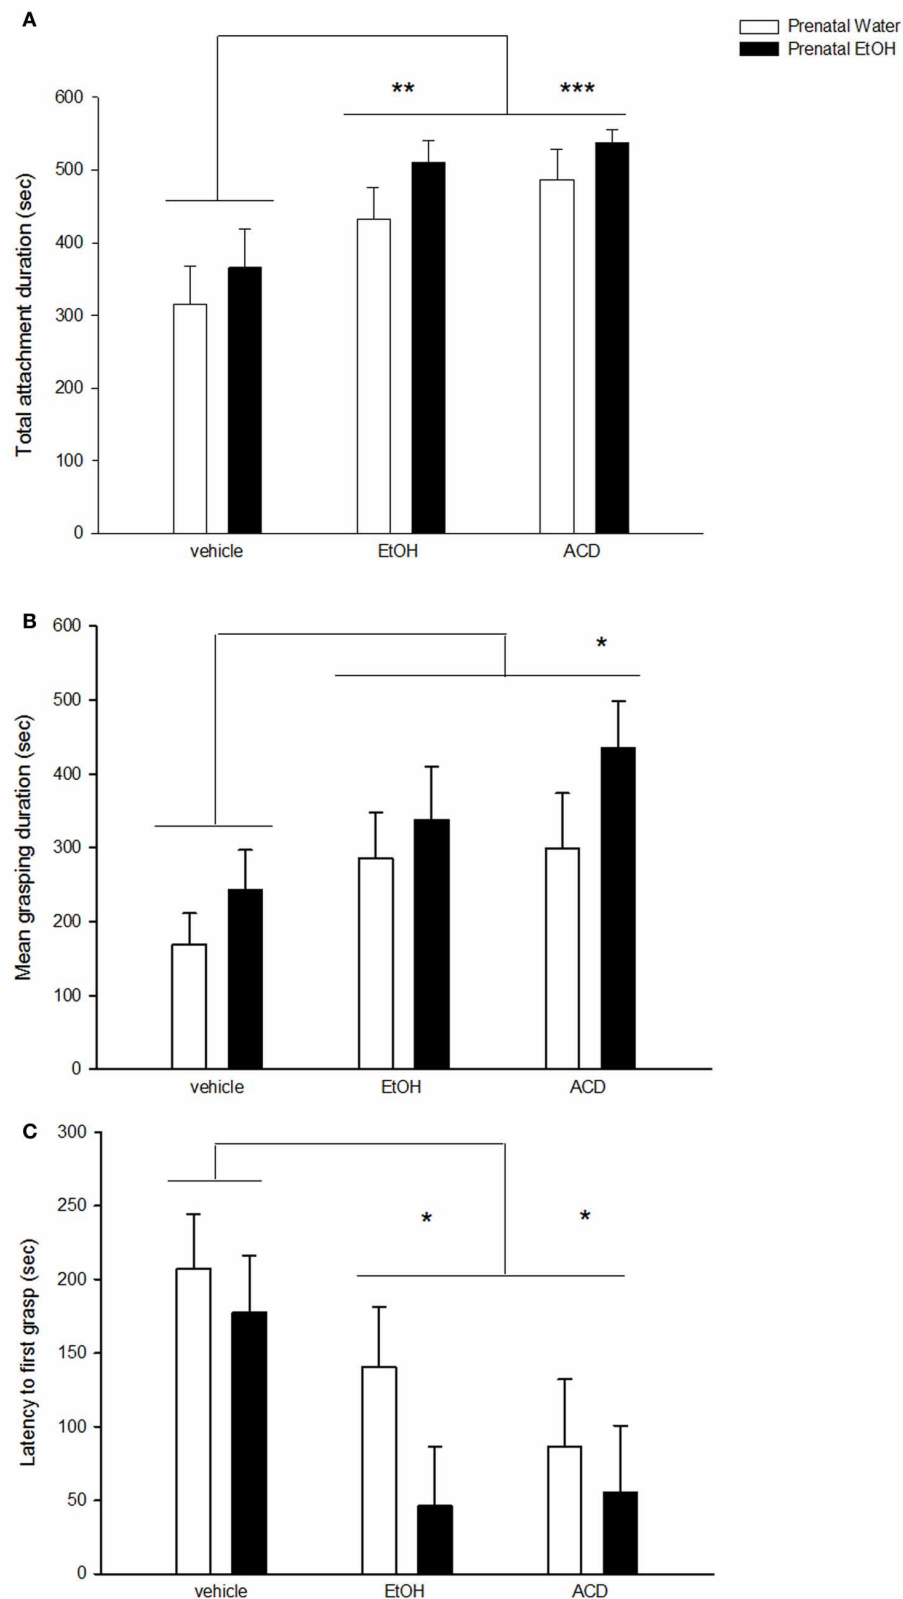 A
Prenatal Water
Prenatal EtOH
** ***
600
500
400
300
200
100
0
Total attachment duration (sec)
vehicle EtOH ACD
B
*
600
500
400
300
200
100
0
Mean grasping duration (sec)
vehicle EtOH ACD
C
* *
300
250
200
150
100
50
0
Latency to first grasp (sec)
vehicle EtOH ACD